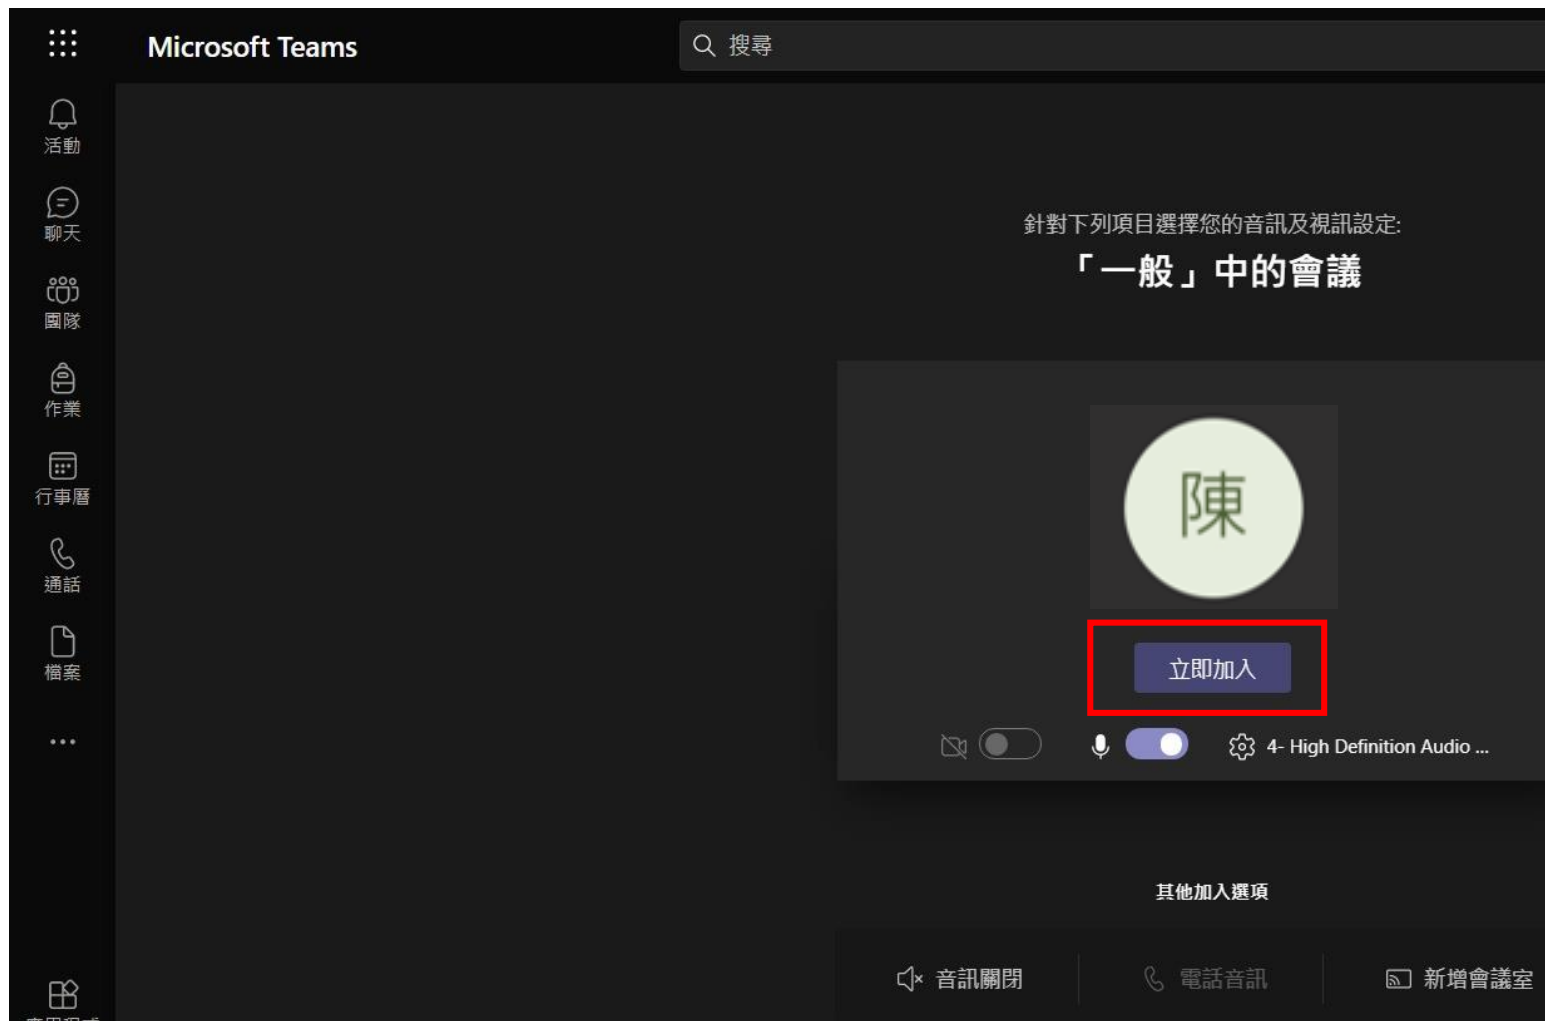 Microsoft Teams
搜尋
活動
聊天
團隊
作業
行事曆
通話
檔案
針對下列項目選擇您的音訊及視訊設定:
「一般」中的會議
陳
立即加入
4- High Definition Audio ...
其他加入選項
音訊關閉
電話音訊
新增會議室